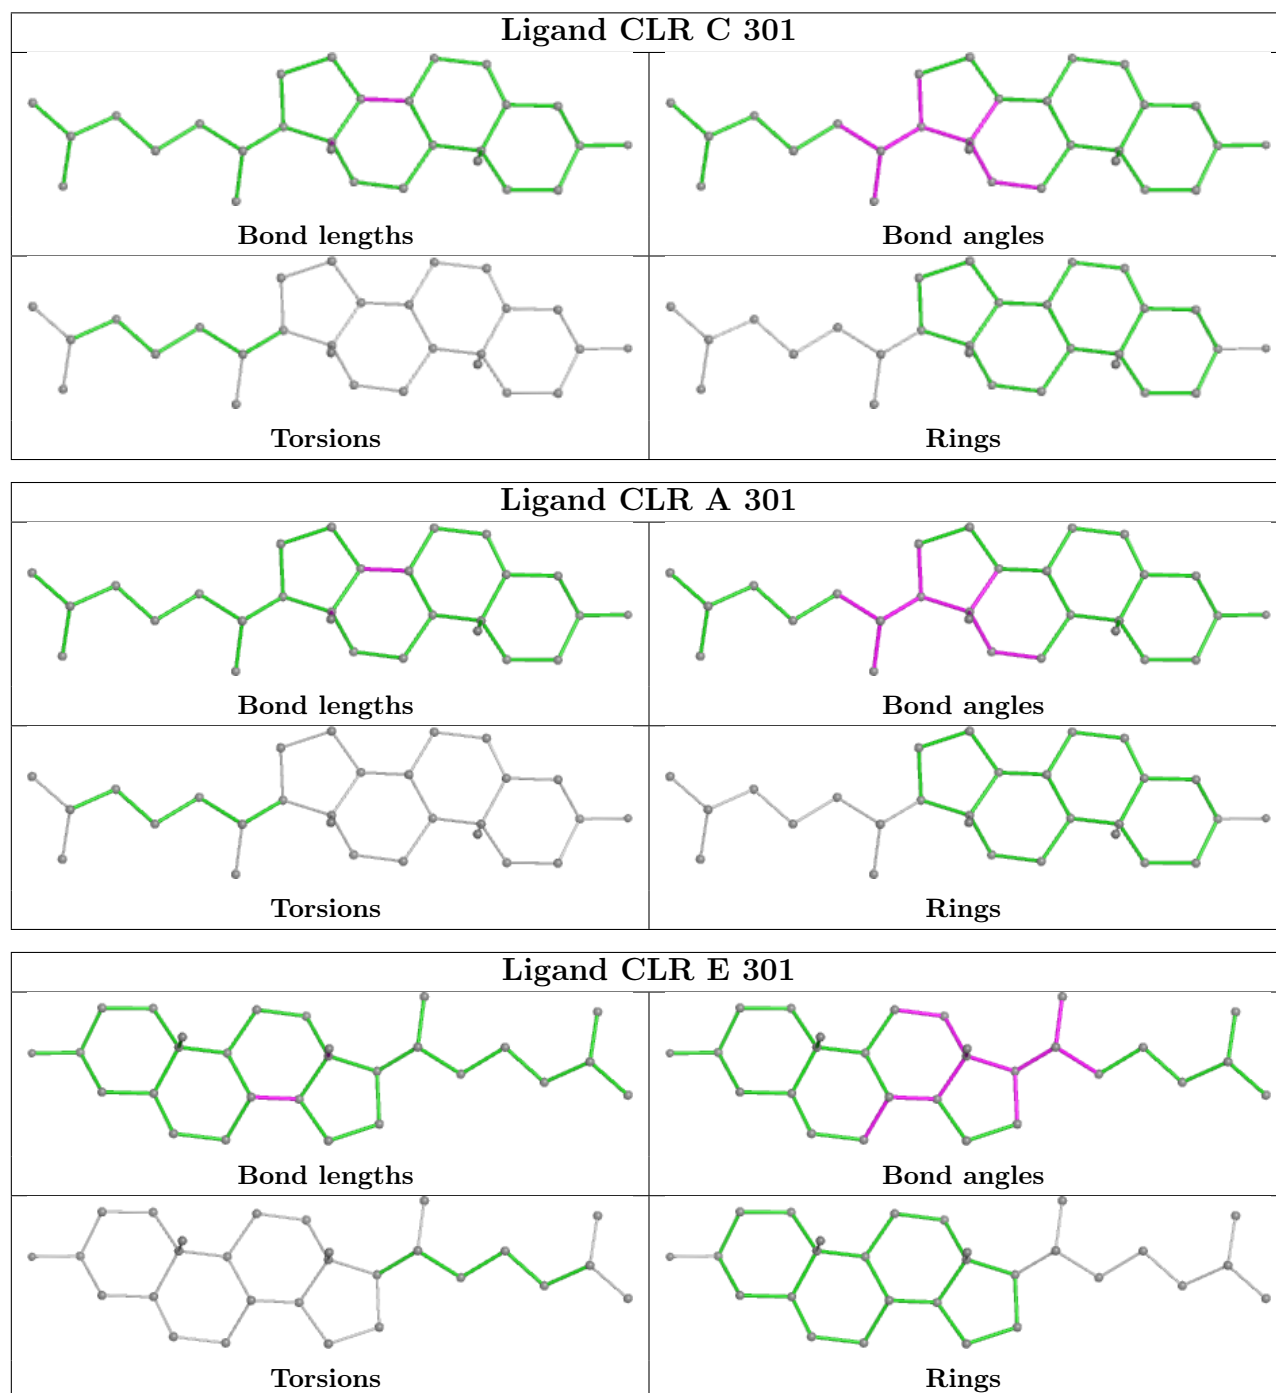 Ligand CLR C 301
Bond lengths
Bond angles
Torsions
Rings
Ligand CLR A 301
Bond lengths
Bond angles
Torsions
Rings
Ligand CLR E 301
Bond lengths
Bond angles
Torsions
Rings